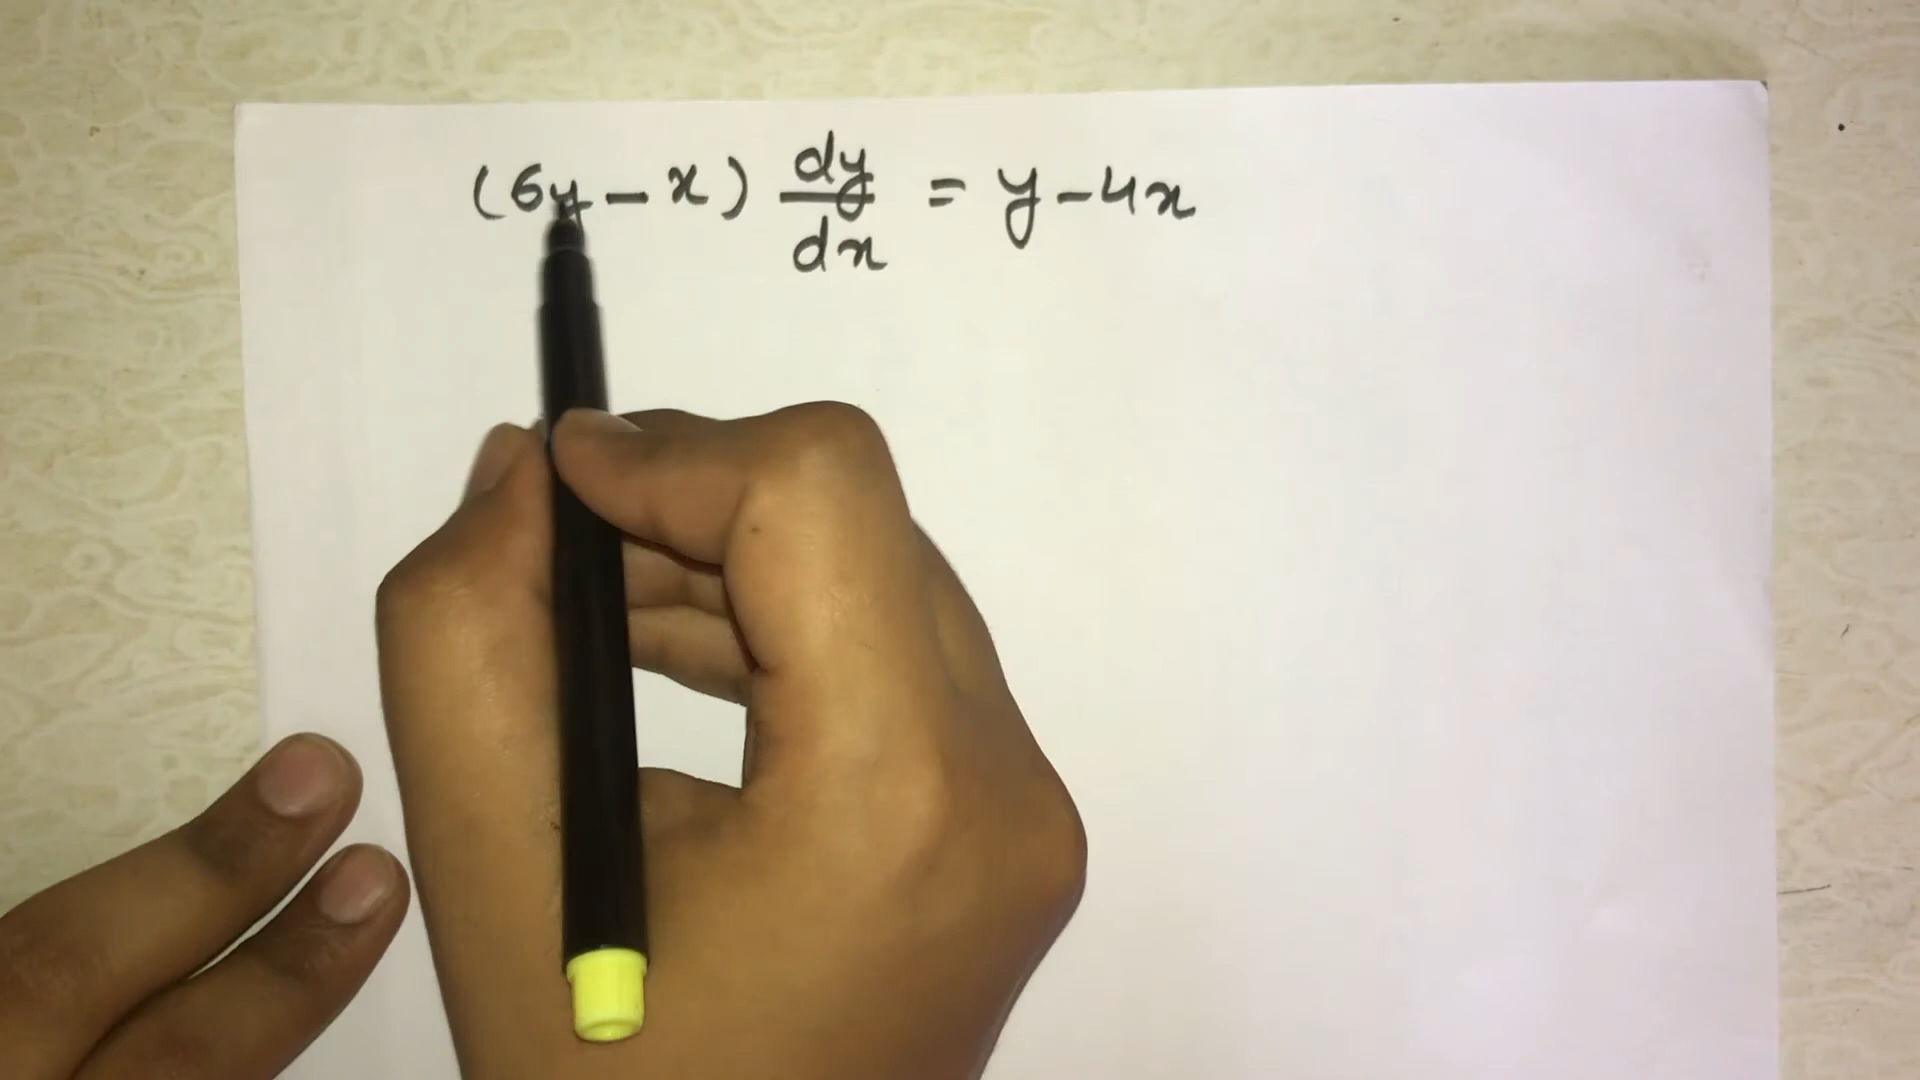 (6y - x) dy/dx = y - 4x